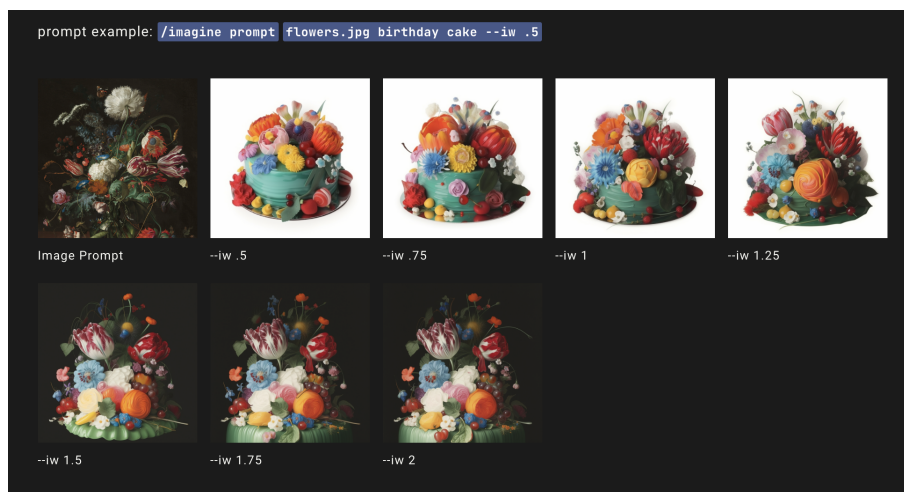 prompt example: /imagine prompt flowers.jpg birthday cake --iw .5
Image Prompt
--iw .5
--iw .75
--iw 1
--iw 1.25
--iw 1.5
--iw 1.75
--iw 2